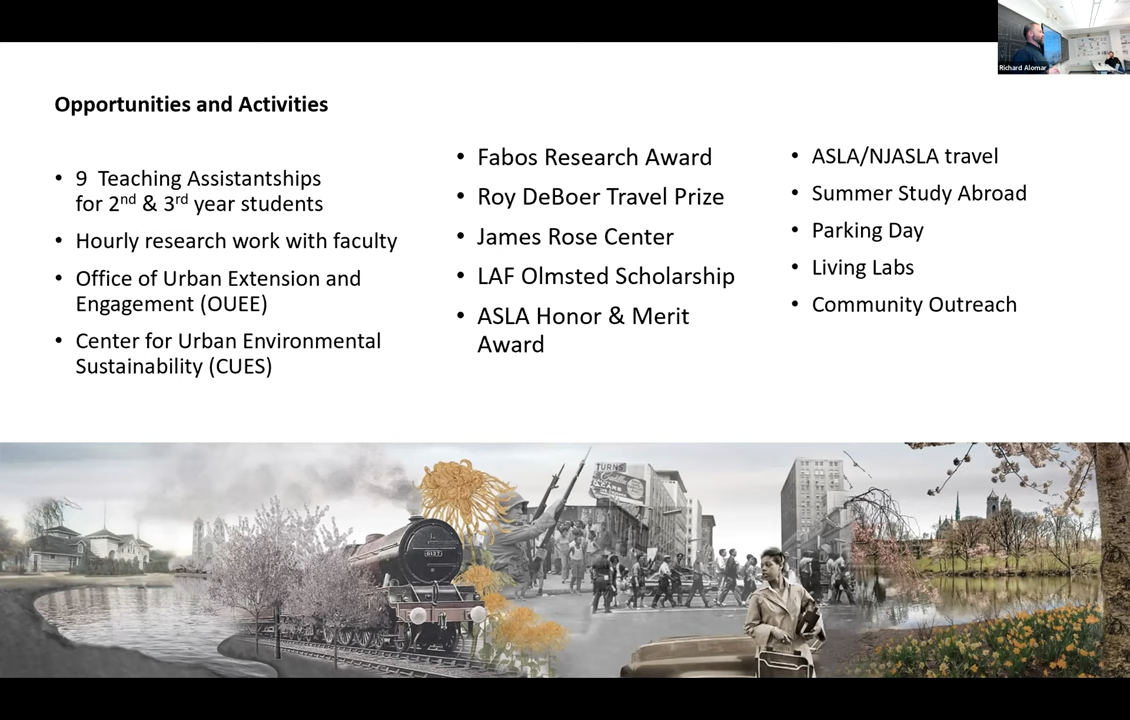 Richard Alomar
Opportunities and Activities
• 9 Teaching Assistantships
for 2nd & 3rd year students
• Hourly research work with faculty
• Office of Urban Extension and
Engagement (OUEE)
• Center for Urban Environmental
Sustainability (CUES)
• Fabos Research Award
• Roy DeBoer Travel Prize
• James Rose Center
• LAF Olmsted Scholarship
• ASLA Honor & Merit
Award
• ASLA/NJASLA travel
• Summer Study Abroad
• Parking Day
• Living Labs
• Community Outreach
TURNS
Cadillac
CARS